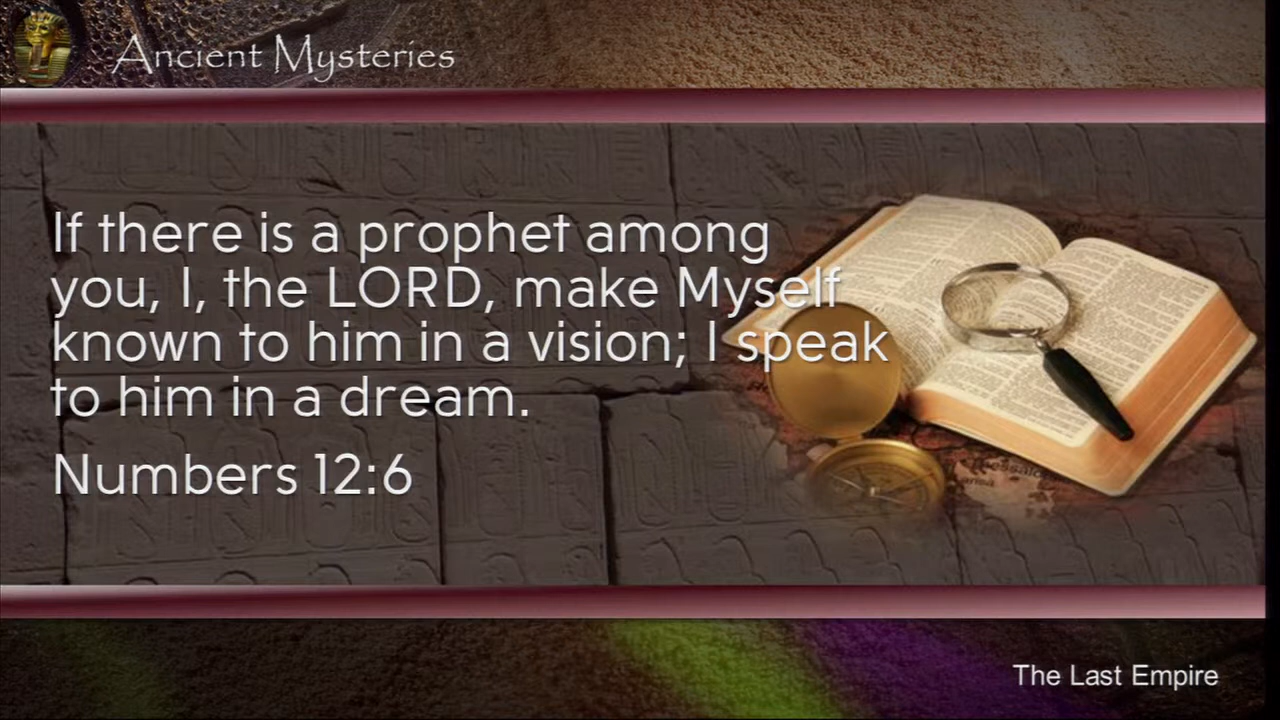 Ancient Mysteries
If there is a prophet among
you, I, the LORD, make Myself
known to him in a vision; I speak
to him in a dream.
Numbers 12:6
The Last Empire